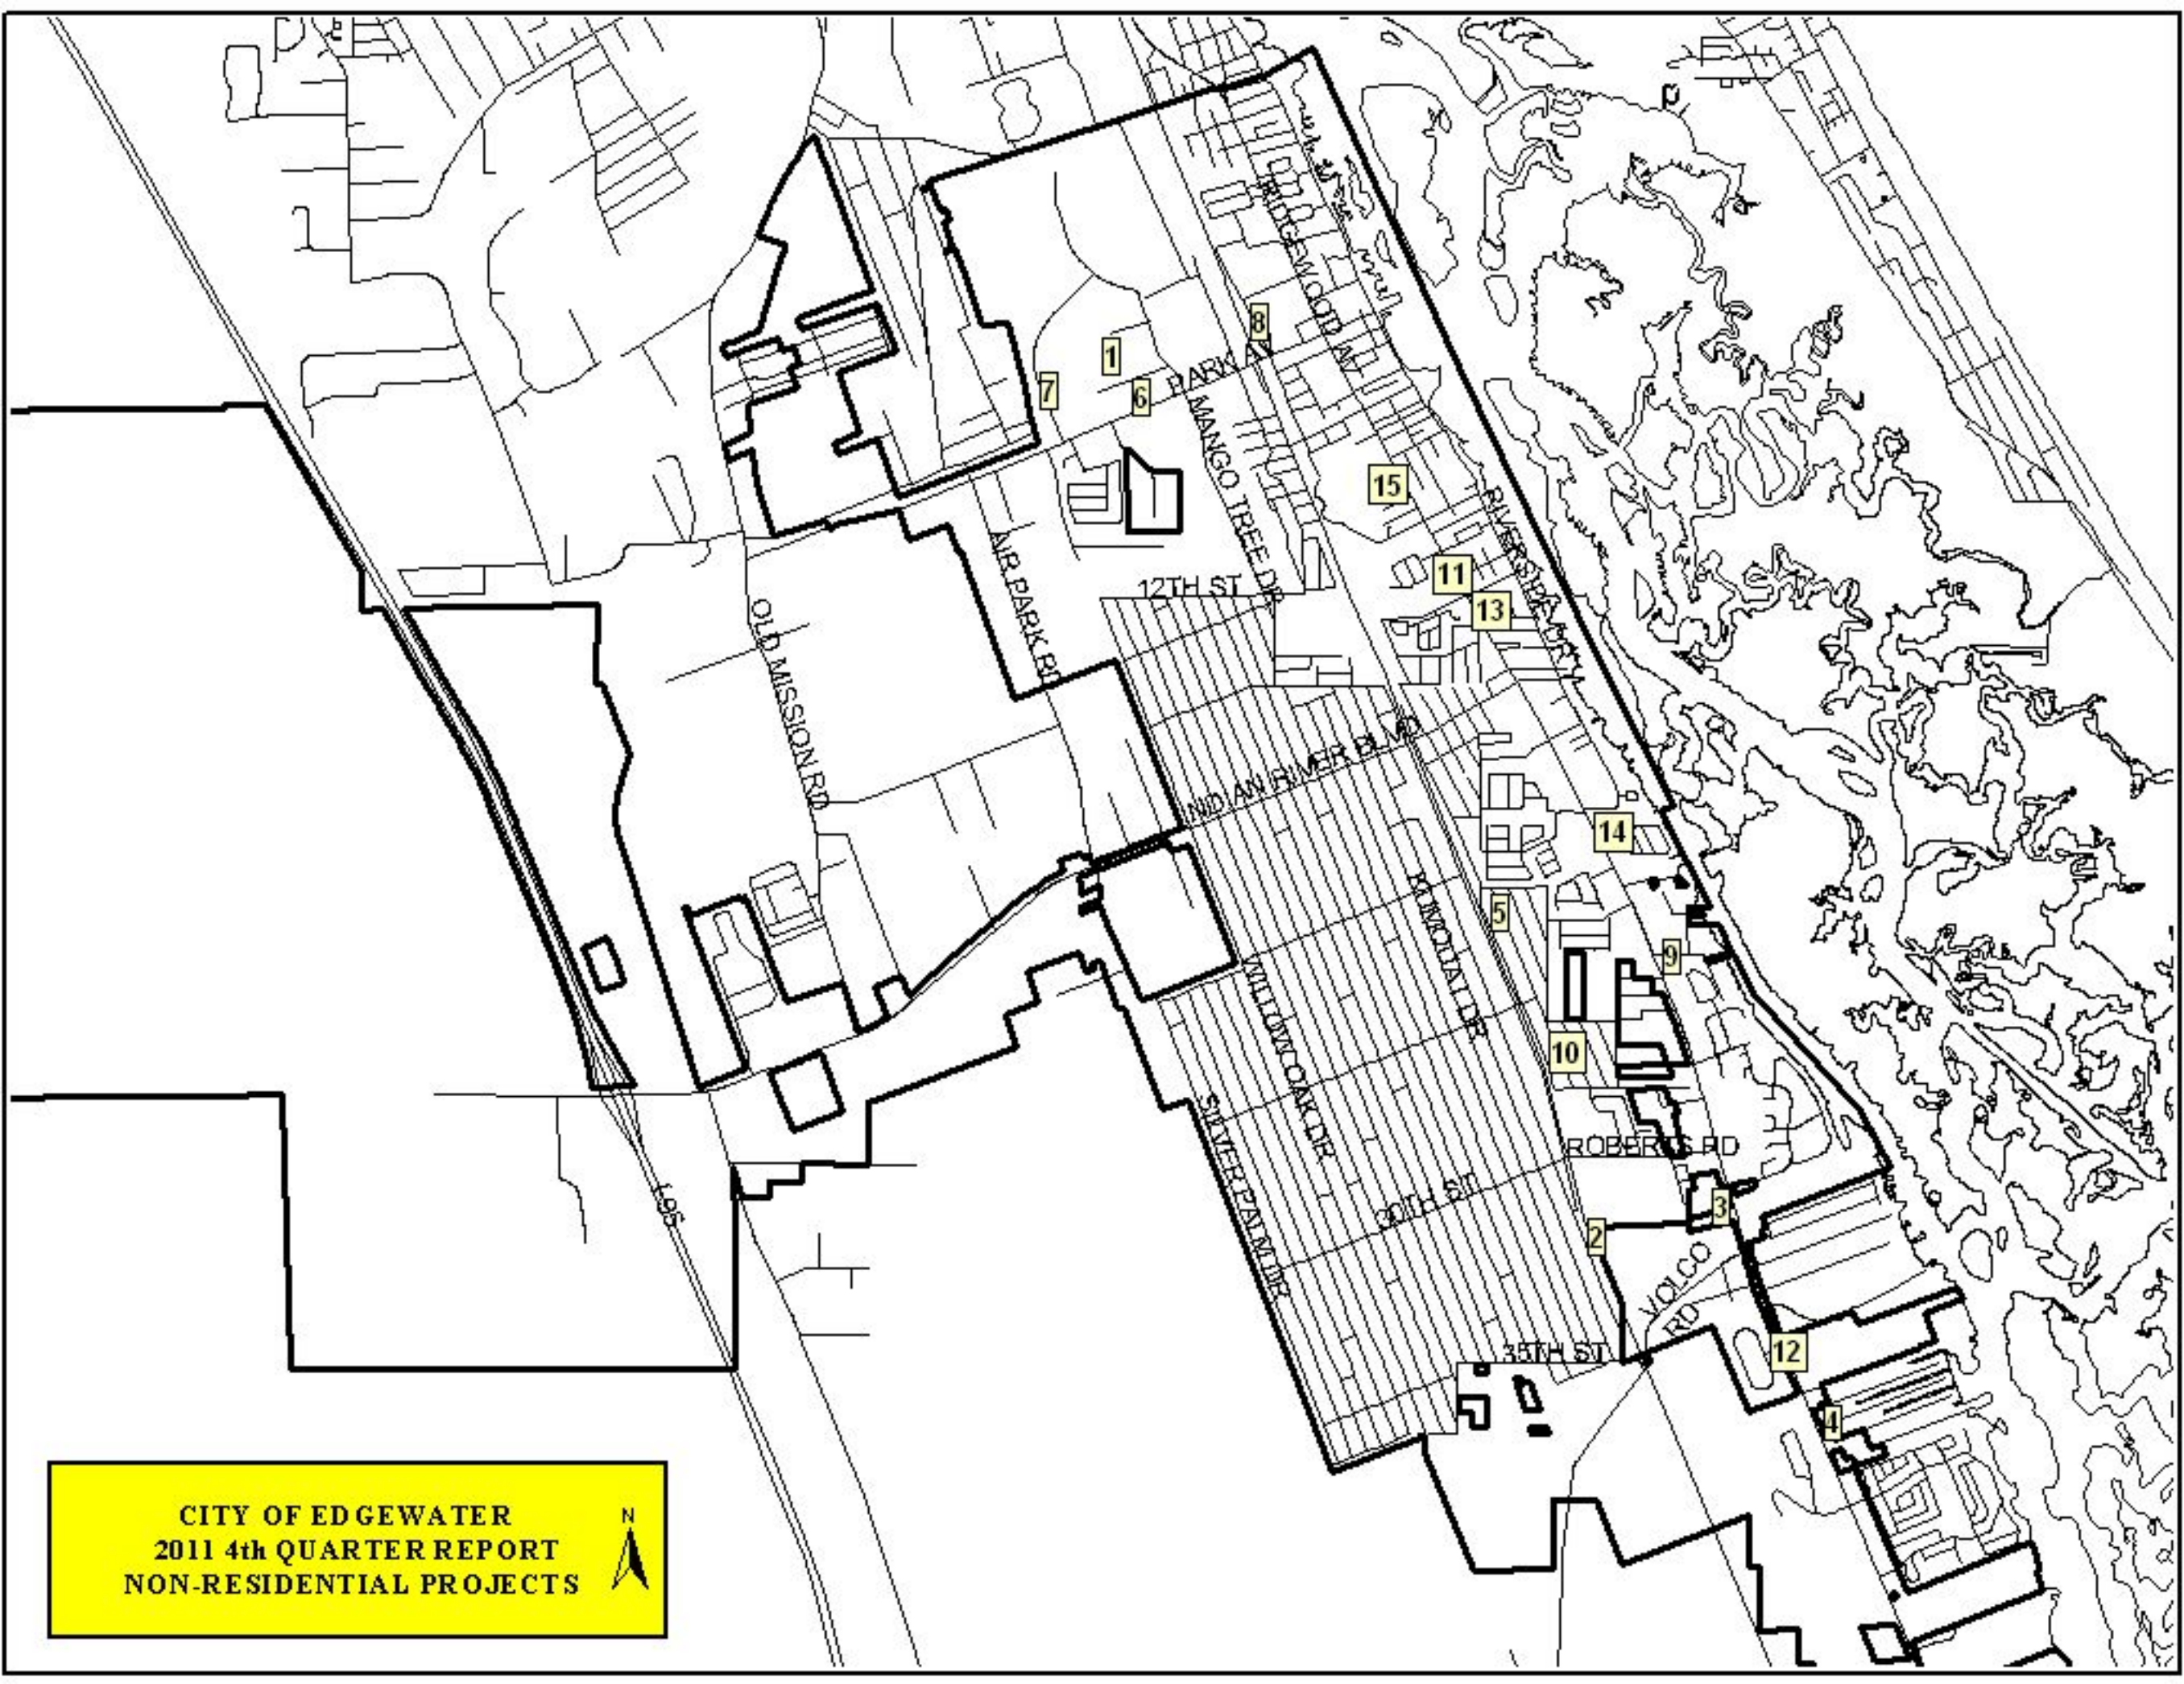 RIDGEWOOD AV
8
1
7
6
PARK AV
MANGO TREE DR
15
RIVERSIDE DR
AIR PARK RD
12TH ST
11
13
OLD MISSION RD
INDIAN RIVER BLVD
14
KUMQUAT DR
5
9
WILLOW OAK DR
10
SILVER PALM DR
ROBERTS RD
I-95
30TH ST
3
2
VOLCO
RD
35TH ST
12
4
CITY OF EDGEWATER
2011 4th QUARTER REPORT
NON-RESIDENTIAL PROJECTS
N